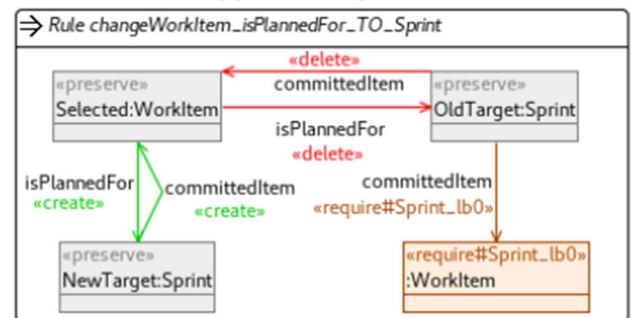 Rule changeWorkItem_isPlannedFor_TO_Sprint
«delete»
«preserve»
committedItem
«preserve»
Selected:WorkItem
OldTarget:Sprint
isPlannedFor
«delete»
isPlannedFor
committedItem
committedItem
«create»
«create»
«require#Sprint_lb0»
«preserve»
«require#Sprint_lb0»
NewTarget:Sprint
:WorkItem